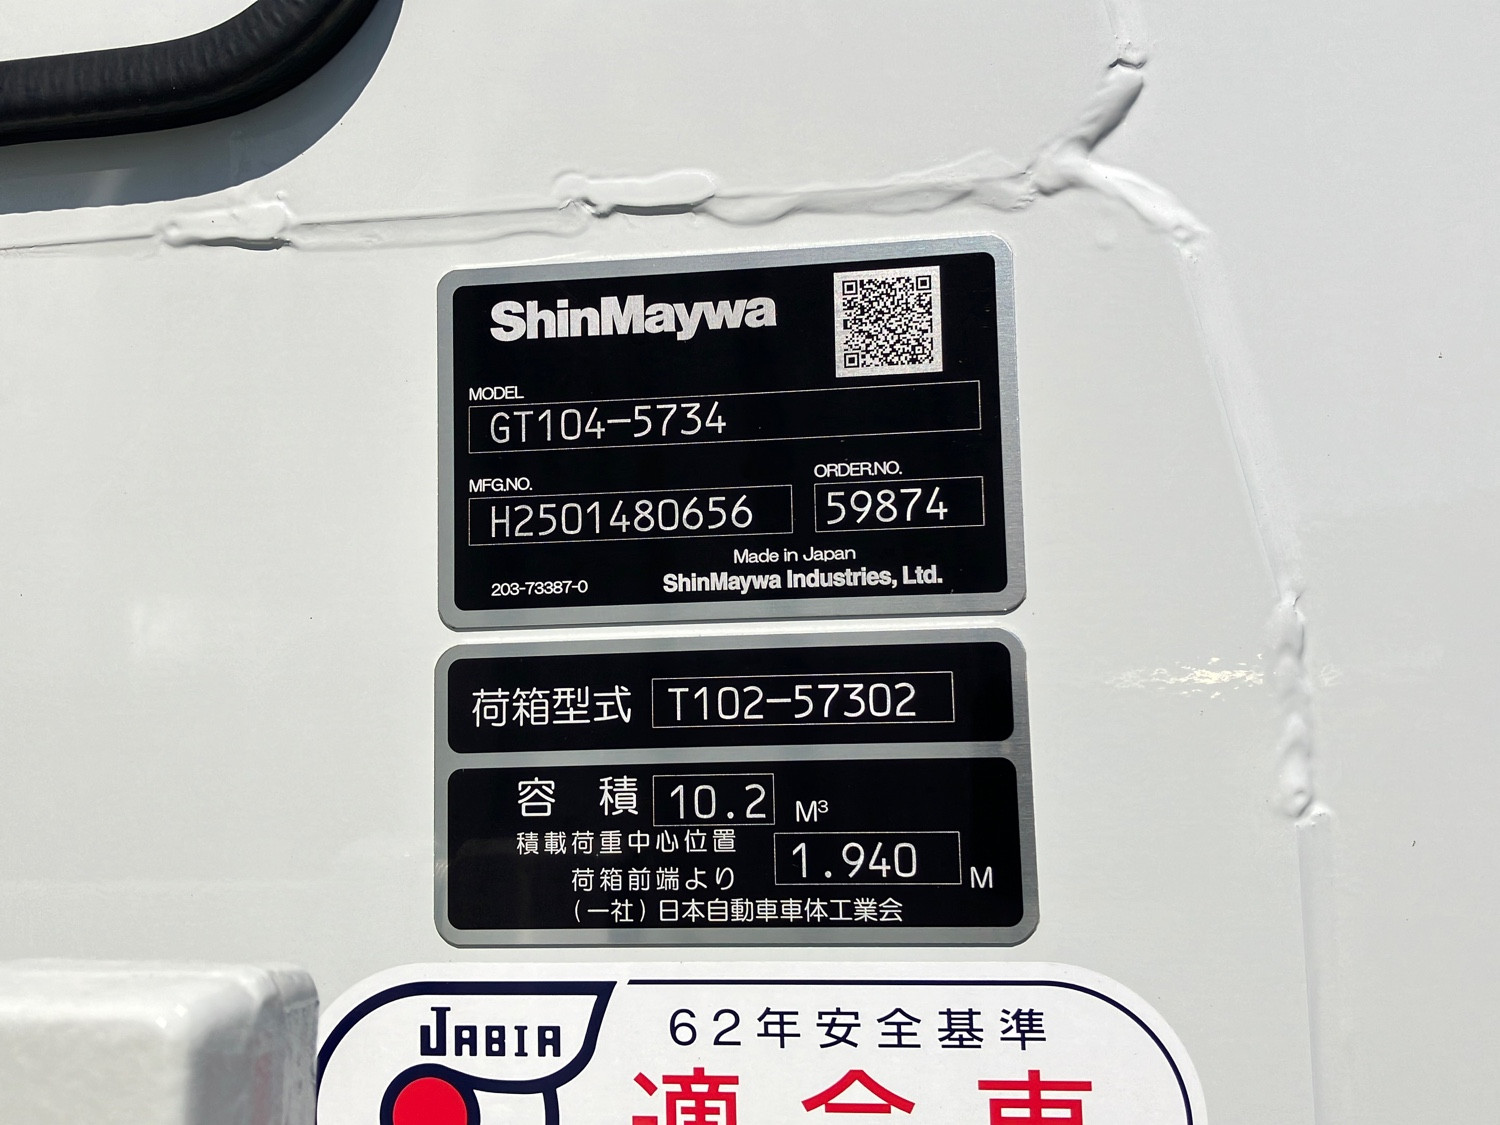 ShinMaywa
MODEL
GT104-5734
MFG.NO. ORDER.NO.
H2501480656 59874
Made in Japan
203-73387-0 ShinMaywa Industries, Ltd.
荷箱型式 T102-57302
容 積 10.2 M³
積載荷重中心位置
荷箱前端より 1.940 M
(一社)日本自動車車体工業会
JABIA 62年安全基準
適合車